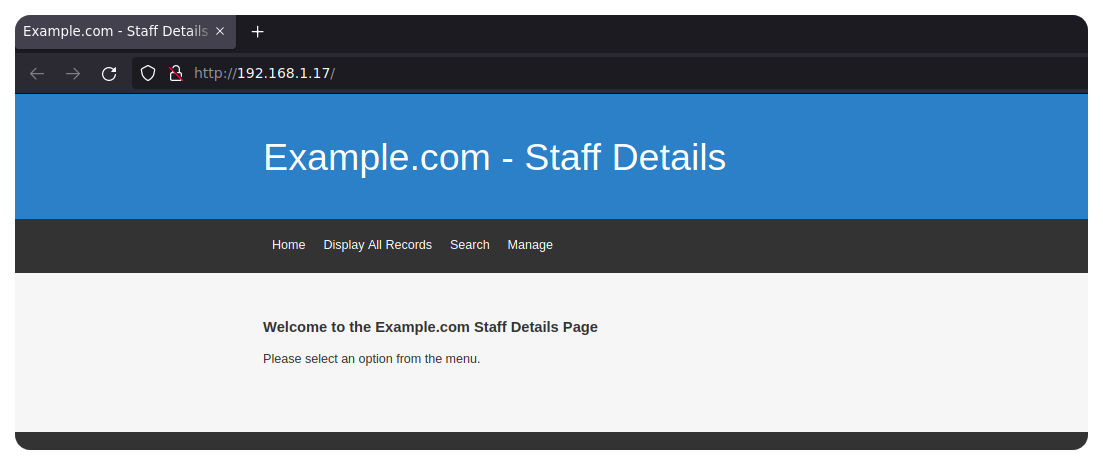 Example.com - Staff Details
http://192.168.1.17/
Example.com - Staff Details
Home Display All Records Search Manage
Welcome to the Example.com Staff Details Page
Please select an option from the menu.